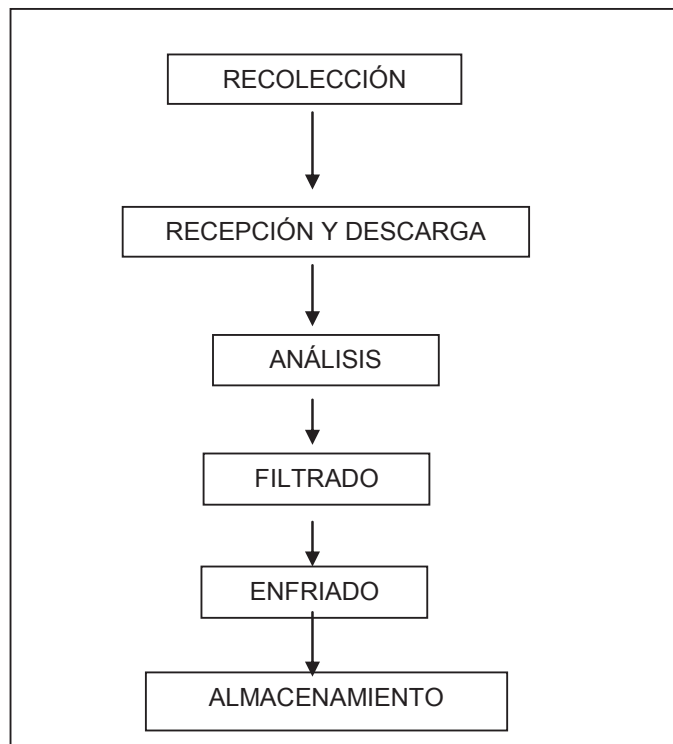 RECOLECCIÓN
RECEPCIÓN Y DESCARGA
ANÁLISIS
FILTRADO
ENFRIADO
ALMACENAMIENTO